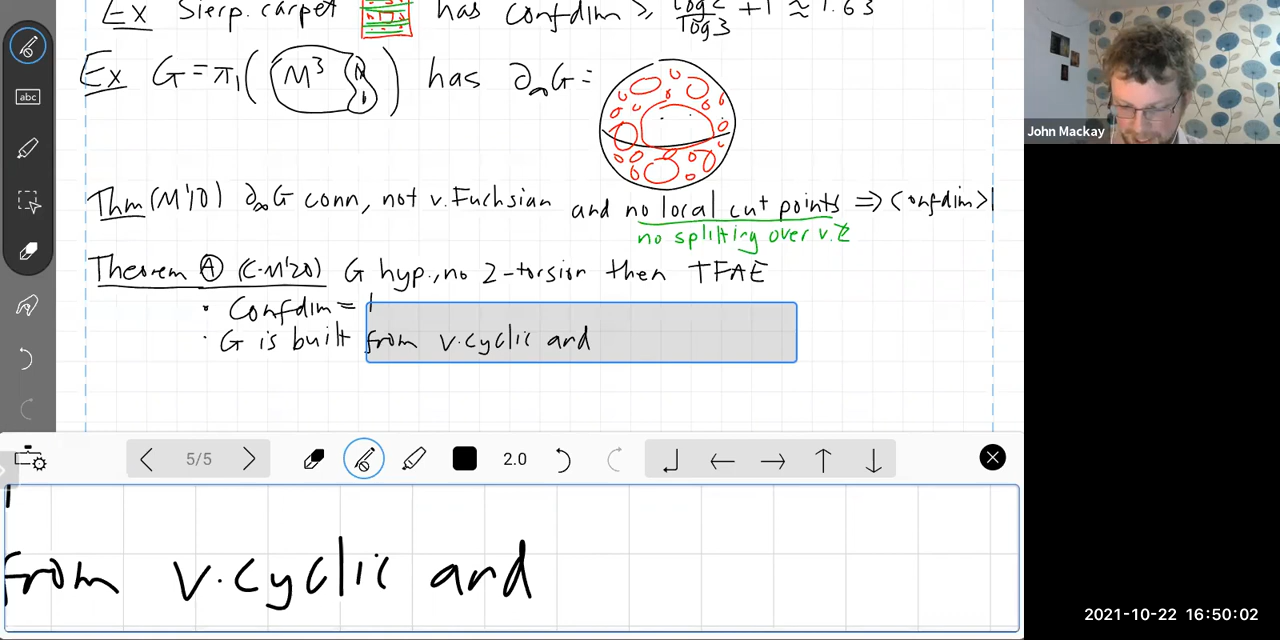 Ex Sierp. carpet has confdim ≥ log2/log3 + 1 ≈ 1.63
Ex G = π₁( M³ ) has ∂∞G =
Thm (M'10) ∂∞G conn, not v. Fuchsian and no local cut points ⇒ Confdim > 1
no splitting over v. ℤ
Theorem Ⓐ (C-M'20) G hyp., no 2-torsion then TFAE
· Confdim = 1
· G is built from v.cyclic and
abc
5/5
2.0
from v.cyclic and
John Mackay
2021-10-22 16:50:02